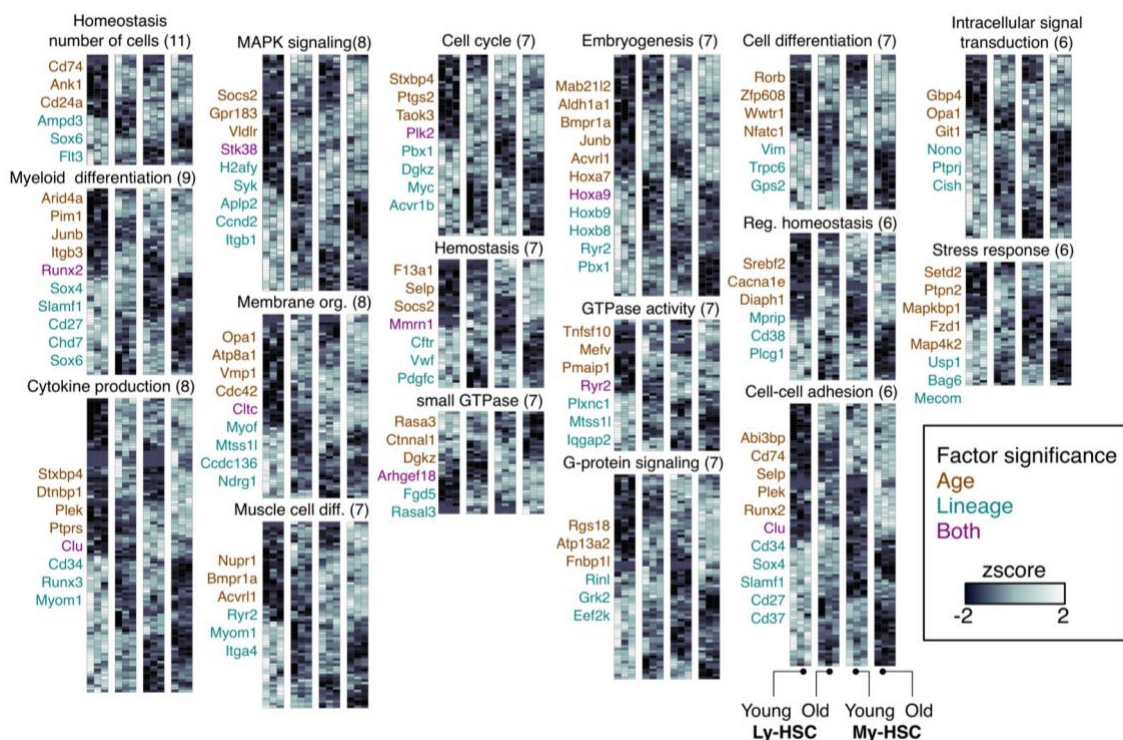 Homeostasis
number of cells (11)
Cd74
Ank1
Cd24a
Ampd3
Sox6
Flt3
Myeloid differentiation (9)
Arid4a
Pim1
Junb
Itgb3
Runx2
Sox4
Slamf1
Cd27
Chd7
Sox6
Cytokine production (8)
Stxbp4
Dtnbp1
Plek
Ptprs
Clu
Cd34
Runx3
Myom1
MAPK signaling(8)
Socs2
Gpr183
Vldlr
Stk38
H2afy
Syk
Aplp2
Ccnd2
Itgb1
Membrane org. (8)
Opa1
Atp8a1
Vmp1
Cdc42
Cltc
Myof
Mtss1l
Ccdc136
Ndrg1
Muscle cell diff. (7)
Nupr1
Bmpr1a
Acvrl1
Ryr2
Myom1
Itga4
Cell cycle (7)
Stxbp4
Ptgs2
Taok3
Plk2
Pbx1
Dgkz
Myc
Acvr1b
Hemostasis (7)
F13a1
Selp
Socs2
Mmrn1
Cftr
Vwf
Pdgfc
small GTPase (7)
Rasa3
Ctnnal1
Dgkz
Arhgef18
Fgd5
Rasal3
Embryogenesis (7)
Mab21l2
Aldh1a1
Bmpr1a
Junb
Acvrl1
Hoxa7
Hoxa9
Hoxb9
Hoxb8
Ryr2
Pbx1
GTPase activity (7)
Tnfsf10
Mefv
Pmaip1
Ryr2
Plxnc1
Mtss1l
Iqgap2
G-protein signaling (7)
Rgs18
Atp13a2
Fnbp1l
Rinl
Grk2
Eef2k
Cell differentiation (7)
Rorb
Zfp608
Wwtr1
Nfatc1
Vim
Trpc6
Gps2
Reg. homeostasis (6)
Srebf2
Cacna1e
Diaph1
Mprip
Cd38
Plcg1
Cell-cell adhesion (6)
Abi3bp
Cd74
Selp
Plek
Runx2
Clu
Cd34
Sox4
Slamf1
Cd27
Cd37
Young Old Young Old
Ly-HSC My-HSC
Intracellular signal
transduction (6)
Gbp4
Opa1
Git1
Nono
Ptprj
Cish
Stress response (6)
Setd2
Ptpn2
Mapkbp1
Fzd1
Map4k2
Usp1
Bag6
Mecom
Factor significance
Age
Lineage
Both
zscore
-2 2